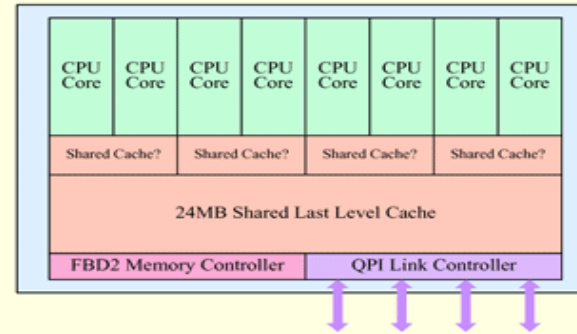 CPU Core
CPU Core
CPU Core
CPU Core
CPU Core
CPU Core
CPU Core
CPU Core
Shared Cache?
Shared Cache?
Shared Cache?
Shared Cache?
24MB Shared Last Level Cache
FBD2 Memory Controller
QPI Link Controller